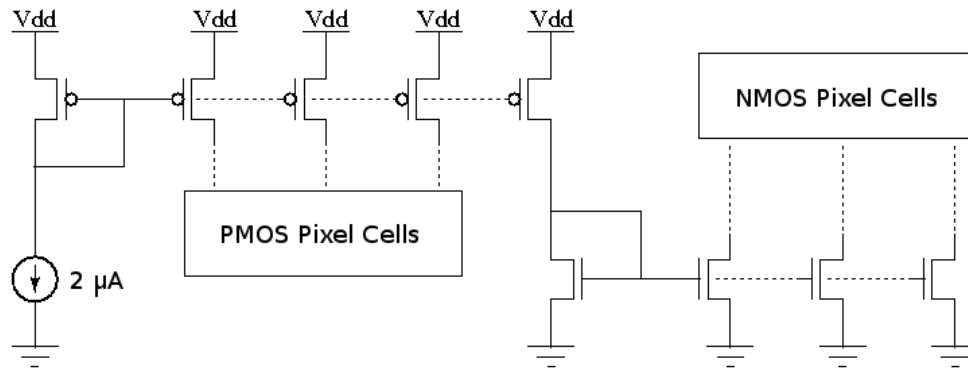 Vdd Vdd Vdd Vdd Vdd
NMOS Pixel Cells
PMOS Pixel Cells
2 μA